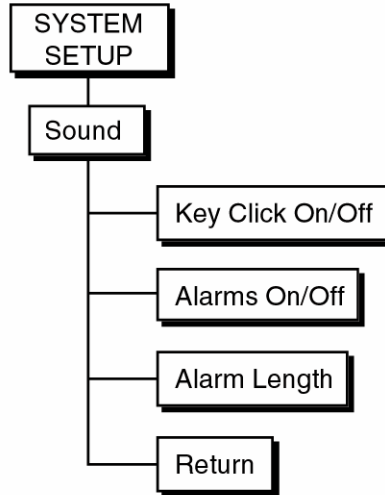 SYSTEM
SETUP
Sound
Key Click On/Off
Alarms On/Off
Alarm Length
Return